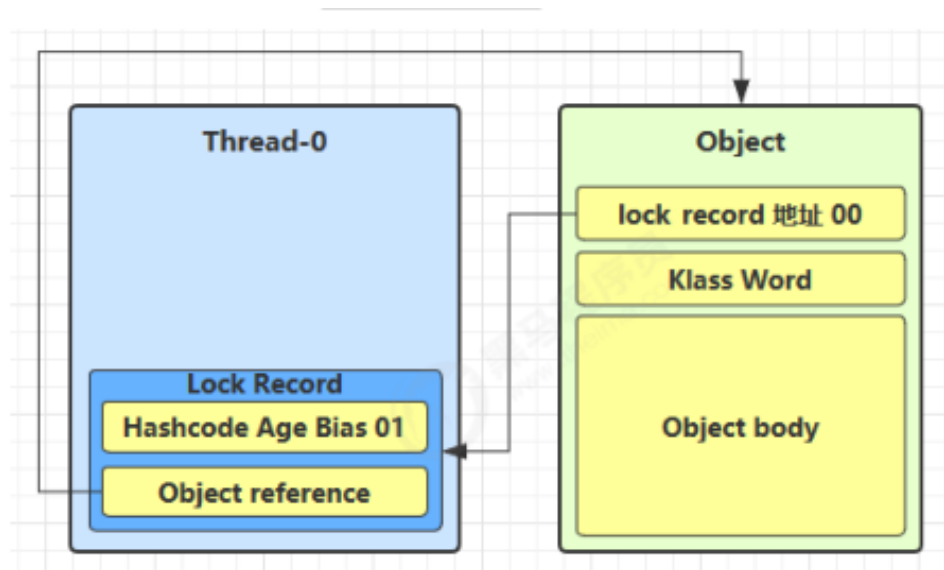 Thread-0
Object
lock record 地址 00
Klass Word
Lock Record
Hashcode Age Bias 01
Object body
Object reference